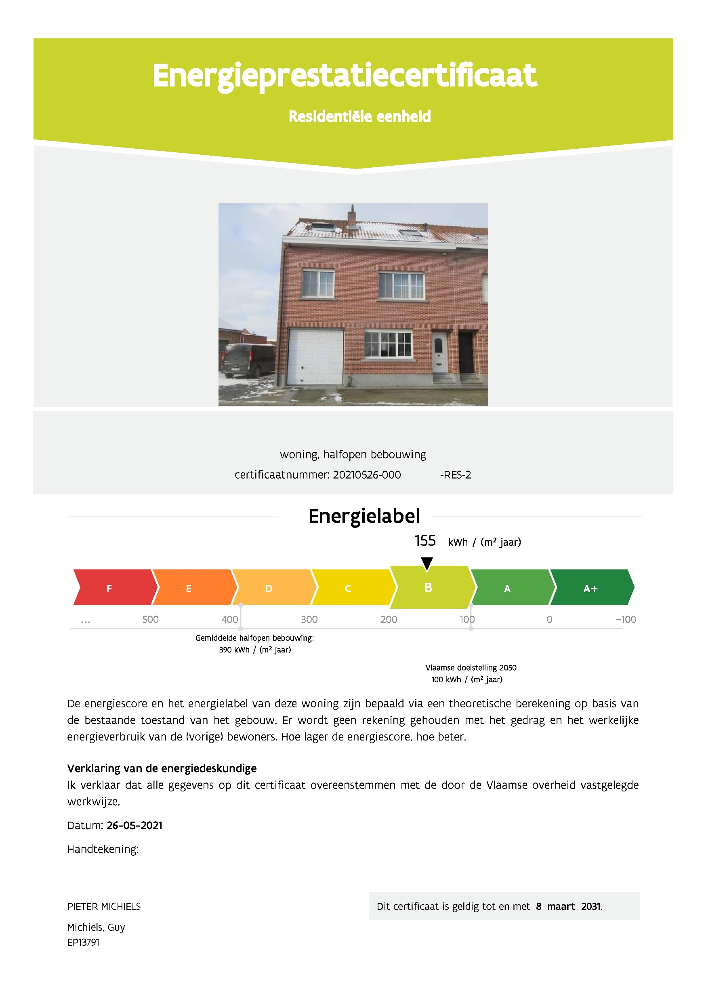 Energieprestatiecertificaat
Residentiële eenheid
woning, halfopen bebouwing
certificaatnummer: 20210526-000 -RES-2
Energielabel
155 kWh / (m² jaar)
F E D C B A A+
... 500 400 300 200 100 0 −100
Gemiddelde halfopen bebouwing:
390 kWh / (m² jaar)
Vlaamse doelstelling 2050
100 kWh / (m² jaar)
De energiescore en het energielabel van deze woning zijn bepaald via een theoretische berekening op basis van
de bestaande toestand van het gebouw. Er wordt geen rekening gehouden met het gedrag en het werkelijke
energieverbruik van de (vorige) bewoners. Hoe lager de energiescore, hoe beter.
Verklaring van de energiedeskundige
Ik verklaar dat alle gegevens op dit certificaat overeenstemmen met de door de Vlaamse overheid vastgelegde
werkwijze.
Datum: 26-05-2021
Handtekening:
PIETER MICHIELS
Dit certificaat is geldig tot en met 8 maart 2031.
Michiels, Guy
EP13791